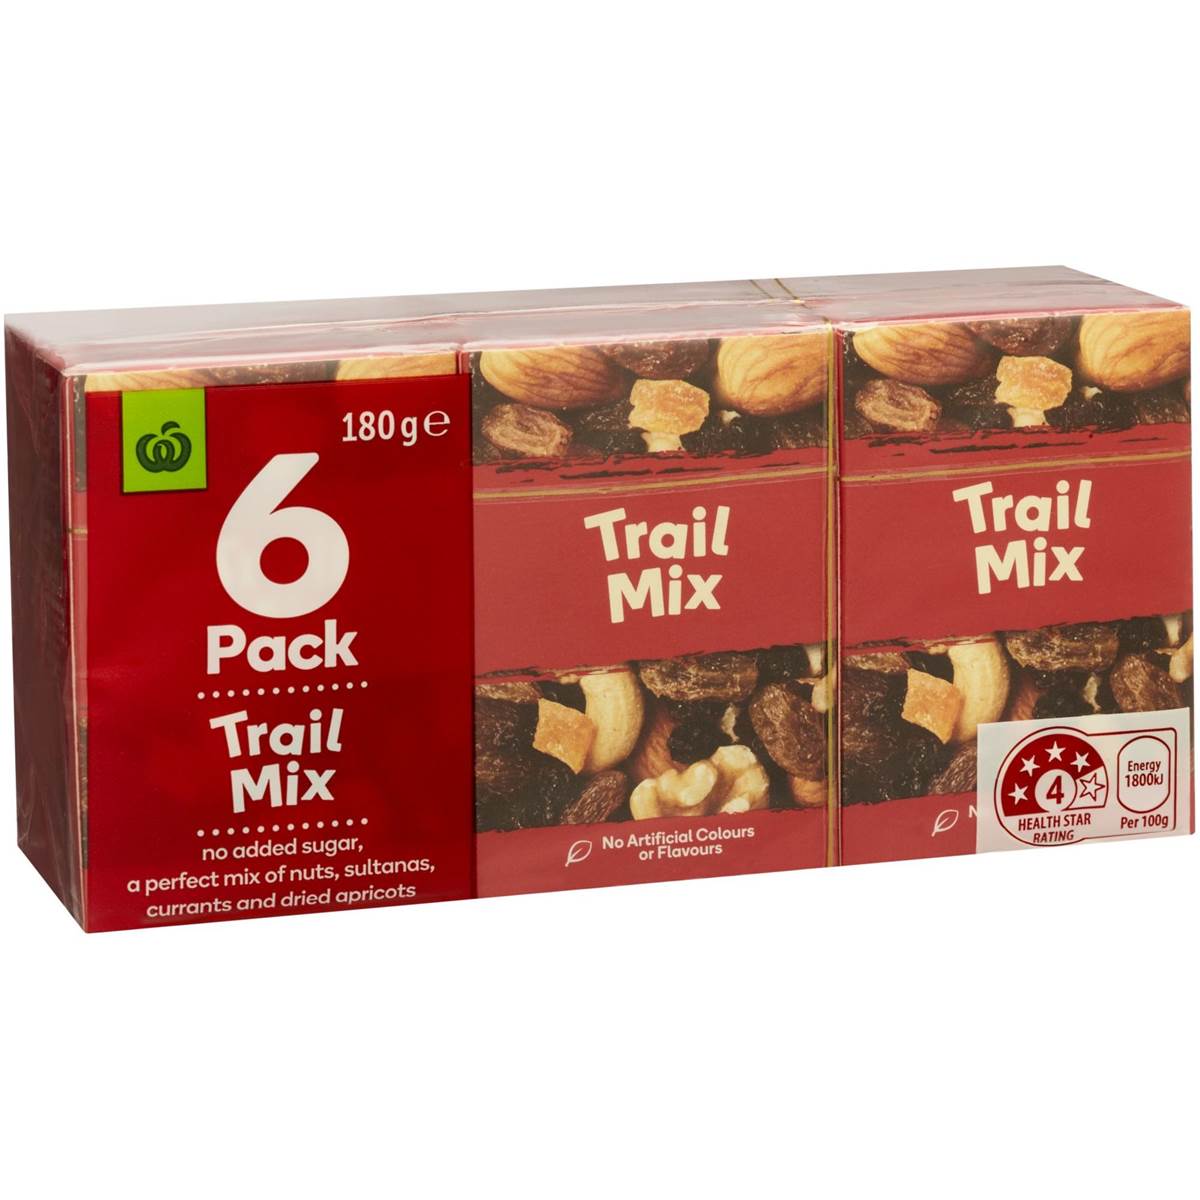 180g℮
6
Pack
Trail
Mix
no added sugar,
a perfect mix of nuts, sultanas,
currants and dried apricots
Trail
Mix
No Artificial Colours
or Flavours
Trail
Mix
N
4
HEALTH STAR
RATING
Energy
1800kJ
Per 100g